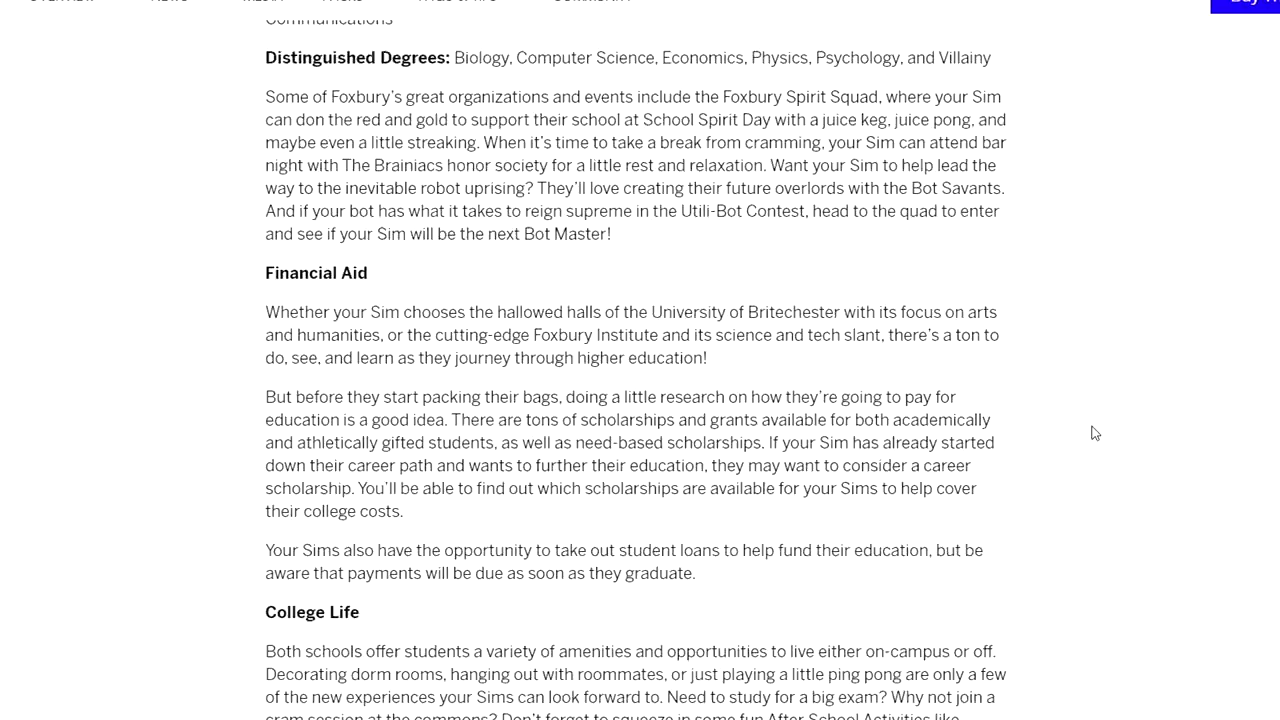 Communications
Distinguished Degrees: Biology, Computer Science, Economics, Physics, Psychology, and Villainy
Some of Foxbury's great organizations and events include the Foxbury Spirit Squad, where your Sim
can don the red and gold to support their school at School Spirit Day with a juice keg, juice pong, and
maybe even a little streaking. When it's time to take a break from cramming, your Sim can attend bar
night with The Brainiacs honor society for a little rest and relaxation. Want your Sim to help lead the
way to the inevitable robot uprising? They'll love creating their future overlords with the Bot Savants.
And if your bot has what it takes to reign supreme in the Utili-Bot Contest, head to the quad to enter
and see if your Sim will be the next Bot Master!
Financial Aid
Whether your Sim chooses the hallowed halls of the University of Britechester with its focus on arts
and humanities, or the cutting-edge Foxbury Institute and its science and tech slant, there's a ton to
do, see, and learn as they journey through higher education!
But before they start packing their bags, doing a little research on how they're going to pay for
education is a good idea. There are tons of scholarships and grants available for both academically
and athletically gifted students, as well as need-based scholarships. If your Sim has already started
down their career path and wants to further their education, they may want to consider a career
scholarship. You'll be able to find out which scholarships are available for your Sims to help cover
their college costs.
Your Sims also have the opportunity to take out student loans to help fund their education, but be
aware that payments will be due as soon as they graduate.
College Life
Both schools offer students a variety of amenities and opportunities to live either on-campus or off.
Decorating dorm rooms, hanging out with roommates, or just playing a little ping pong are only a few
of the new experiences your Sims can look forward to. Need to study for a big exam? Why not join a
cram session at the commons? Don't forget to squeeze in some fun After School Activities like